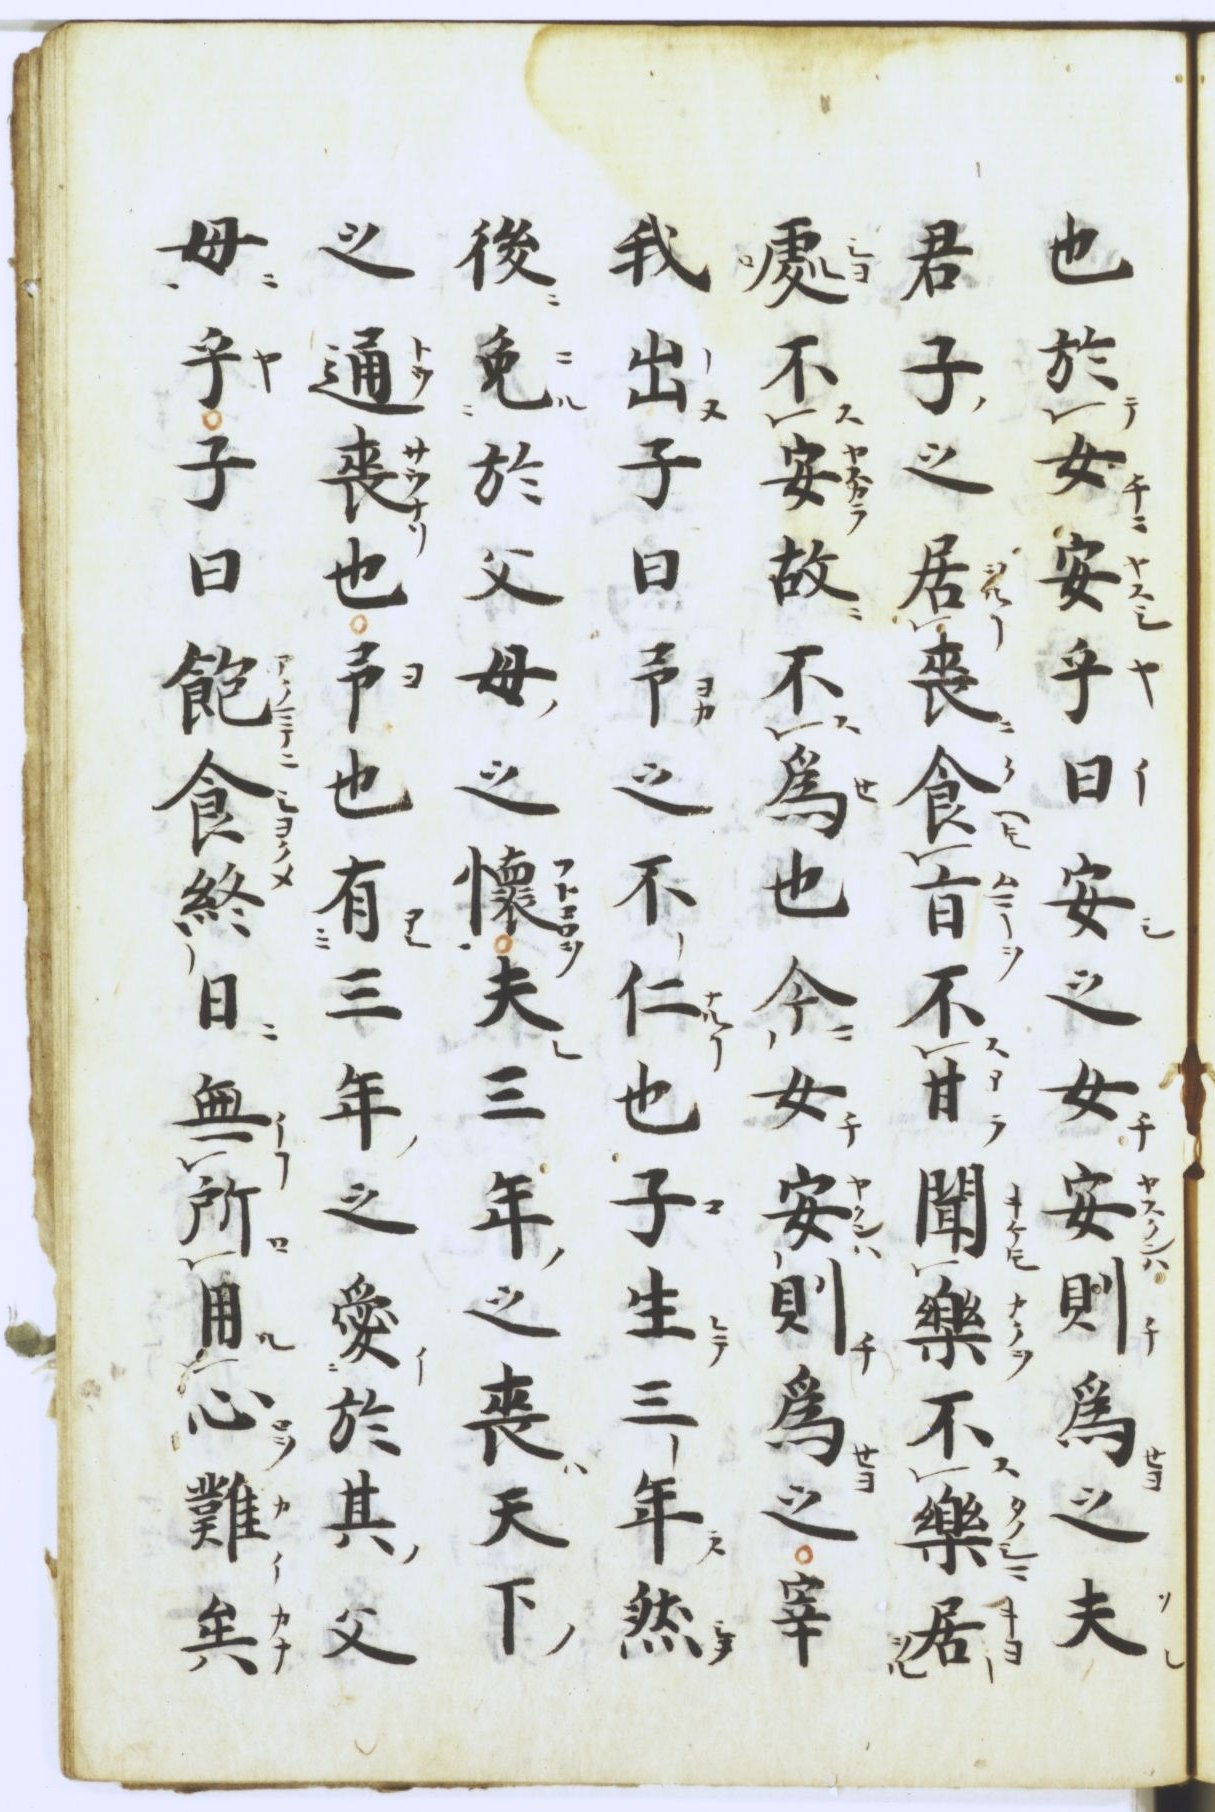 也於女安乎曰安之女安則爲之夫
君子之居喪食旨不甘聞樂不樂居
處不安故不爲也今女安則爲之宰
我出子曰予之不仁也子生三年然
後免於父母之懷夫三年之喪天下
之通喪也予也有三年之愛於其父
母乎子曰飽食終日無所用心難矣